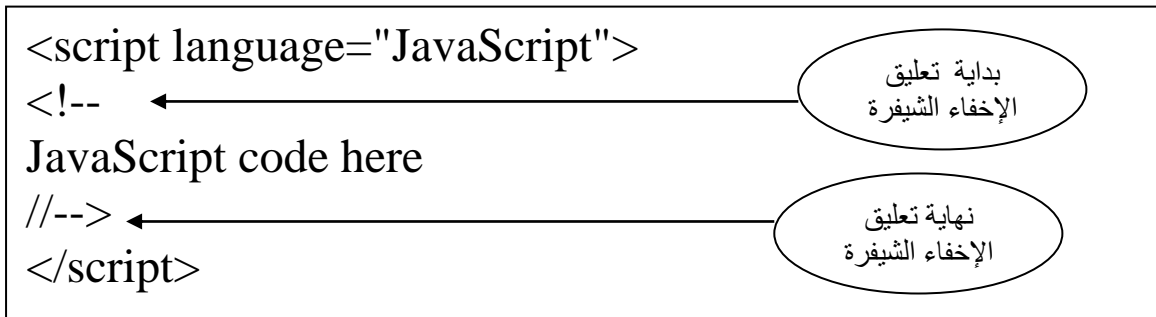 <script language="JavaScript">
<!--
بداية تعليق
الإخفاء الشيفرة
JavaScript code here
//-->
نهاية تعليق
الإخفاء الشيفرة
</script>